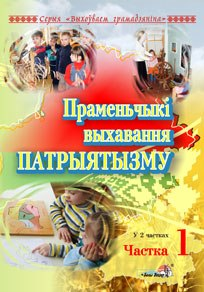 Серыя «Выхоўваем грамадзяніна»
Праменьчыкі
выхавання
ПАТРЫЯТЫЗМУ
У 2 частках
Частка 1